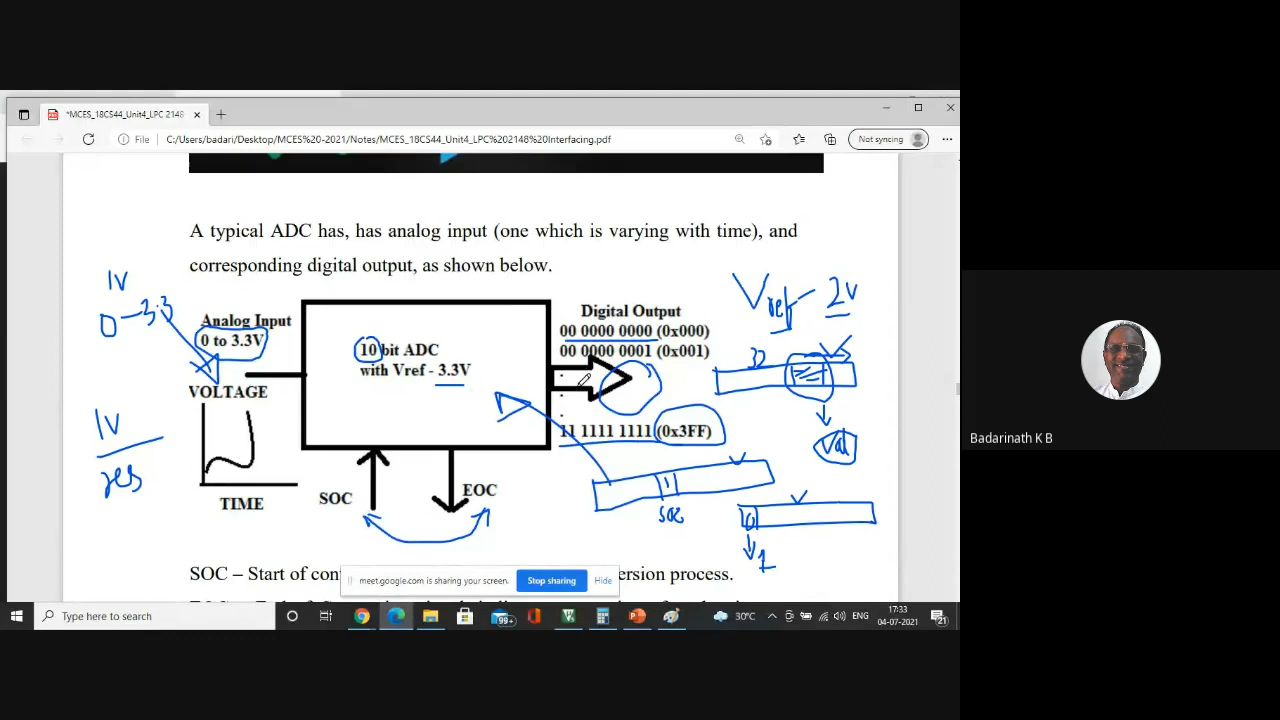 *MCES_18CS44_Unit4_LPC 2148
File C:/Users/badari/Desktop/MCES%20-2021/Notes/MCES_18CS44_Unit4_LPC%202148%20Interfacing.pdf Not syncing
A typical ADC has, has analog input (one which is varying with time), and
corresponding digital output, as shown below.
1V
0 - 3.3
Analog Input
0 to 3.3V
VOLTAGE
1V
res
TIME
10 bit ADC
with Vref - 3.3V
SOC
EOC
Digital Output
00 0000 0000 (0x000)
00 0000 0001 (0x001)
.
.
.
11 1111 1111 (0x3FF)
Vref - 2V
32
Val
SOC
1
Badarinath K B
SOC – Start of con
ersion process.
meet.google.com is sharing your screen. Stop sharing Hide
Type here to search
99+
30°C ENG
17:33
04-07-2021
21